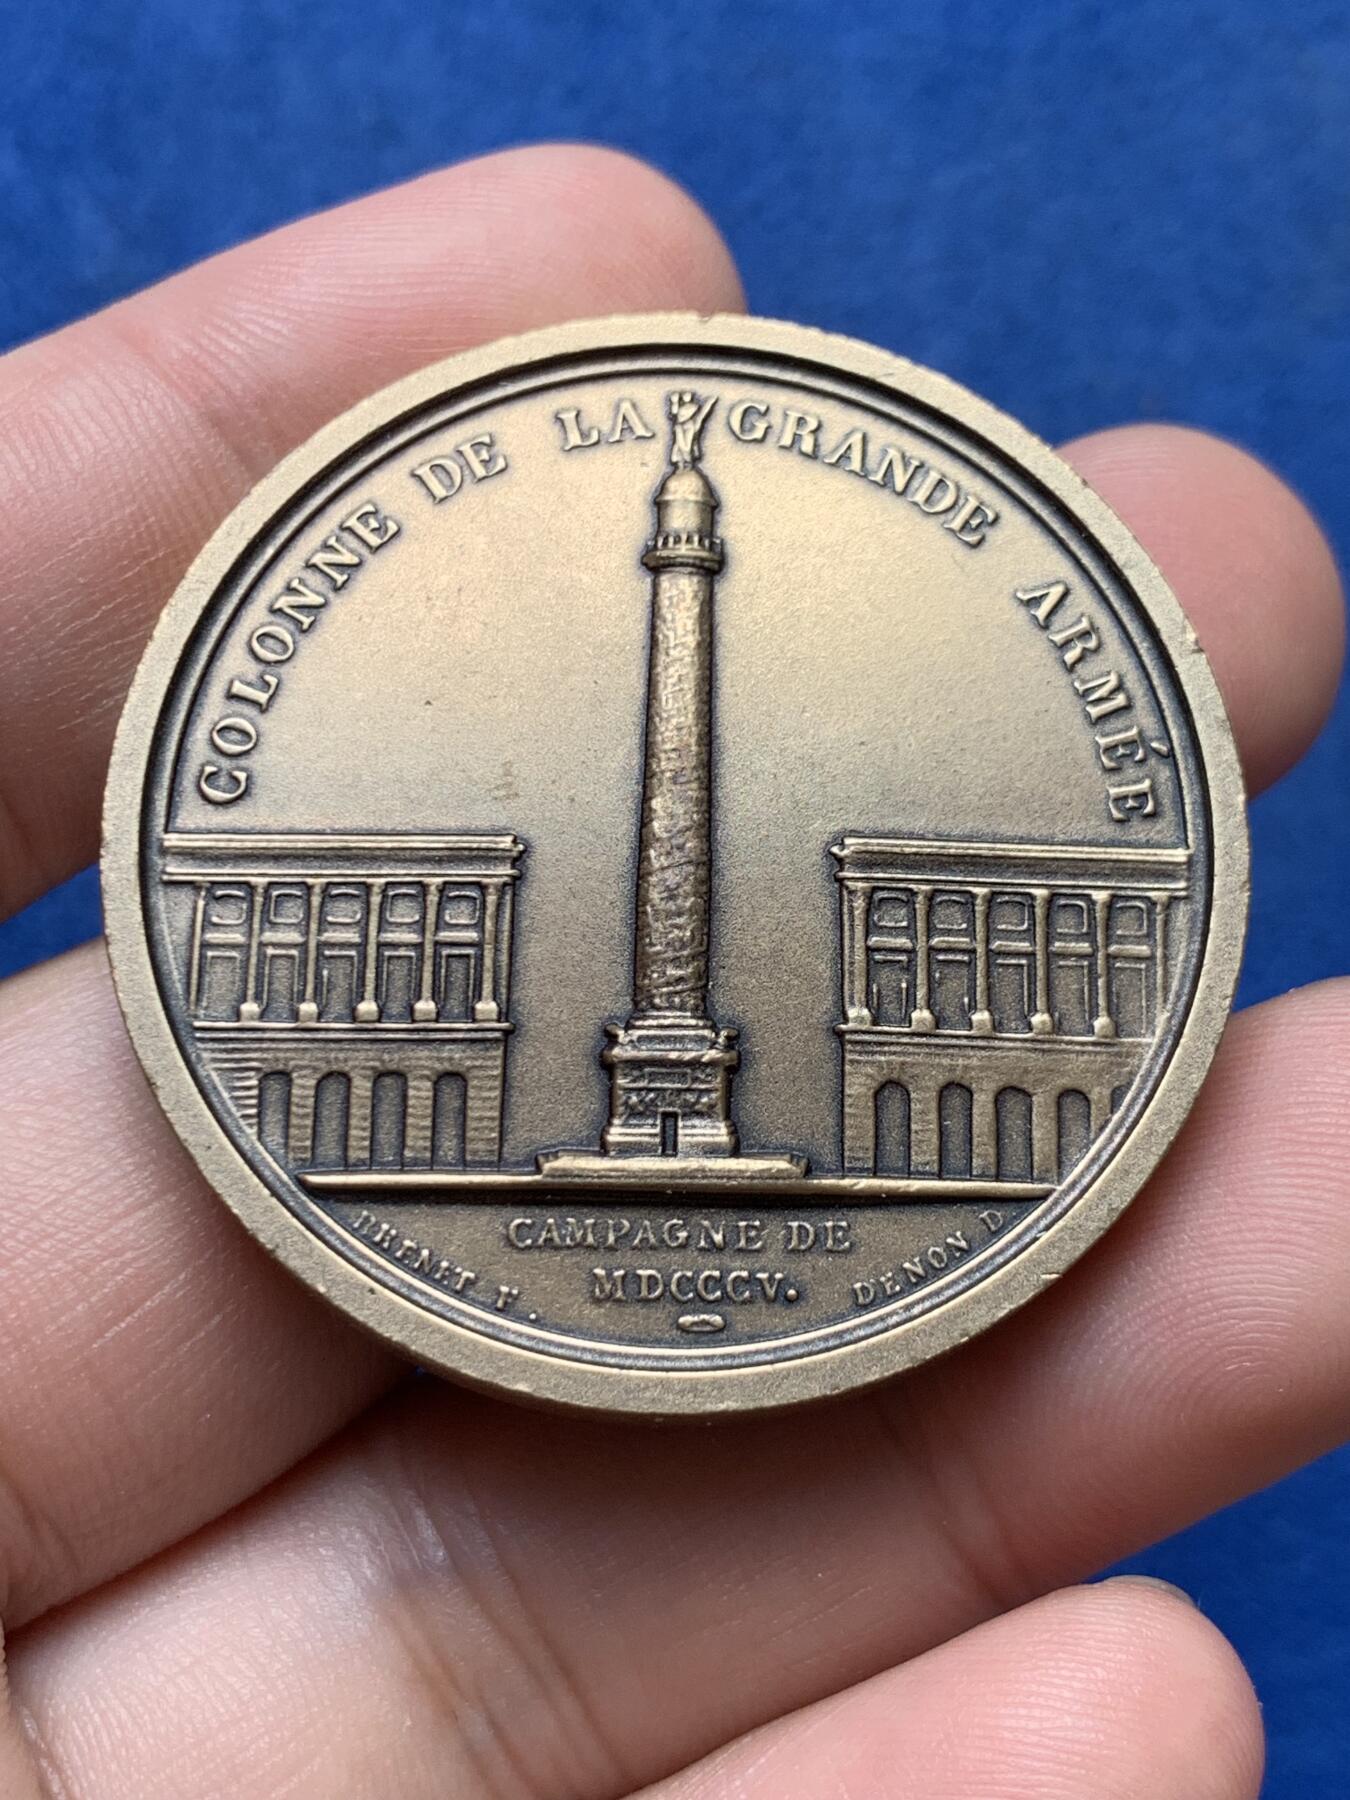 COLONNE DE LA GRANDE ARMÉE
CAMPAGNE DE
MDCCCV.
BRENET F.
DENON D.